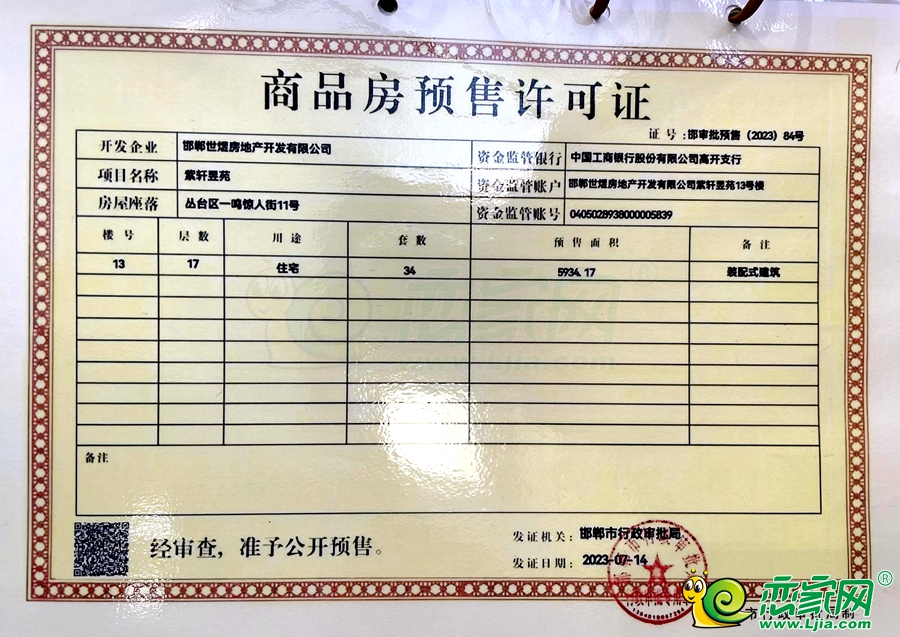 商品房预售许可证
证 号：邯审批预售（2023）84号
开发企业 邯郸世煜房地产开发有限公司 资金监管银行 中国工商银行股份有限公司高开支行
项目名称 紫轩昱苑 资金监管账户 邯郸世煜房地产开发有限公司紫轩昱苑13号楼
房屋座落 丛台区一鸣惊人街11号 资金监管账号 0405028938000005839
楼 号 层 数 用 途 套 数 预 售 面 积 备 注
13 17 住宅 34 5934.17 装配式建筑
恋家网®
www.Ljia.com
备注
经审查，准予公开预售。
发证机关：邯郸市行政审批局
发证日期：2023-07-14
恋家网®
www.Ljia.com